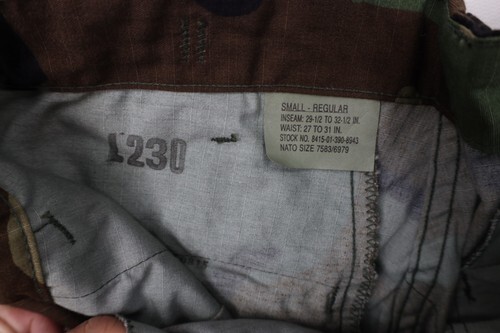 SMALL - REGULAR
INSEAM: 29-1/2 TO 32-1/2 IN.
WAIST: 27 TO 31 IN.
STOCK NO. 8415-01-390-8943
NATO SIZE 7583/6979
1230